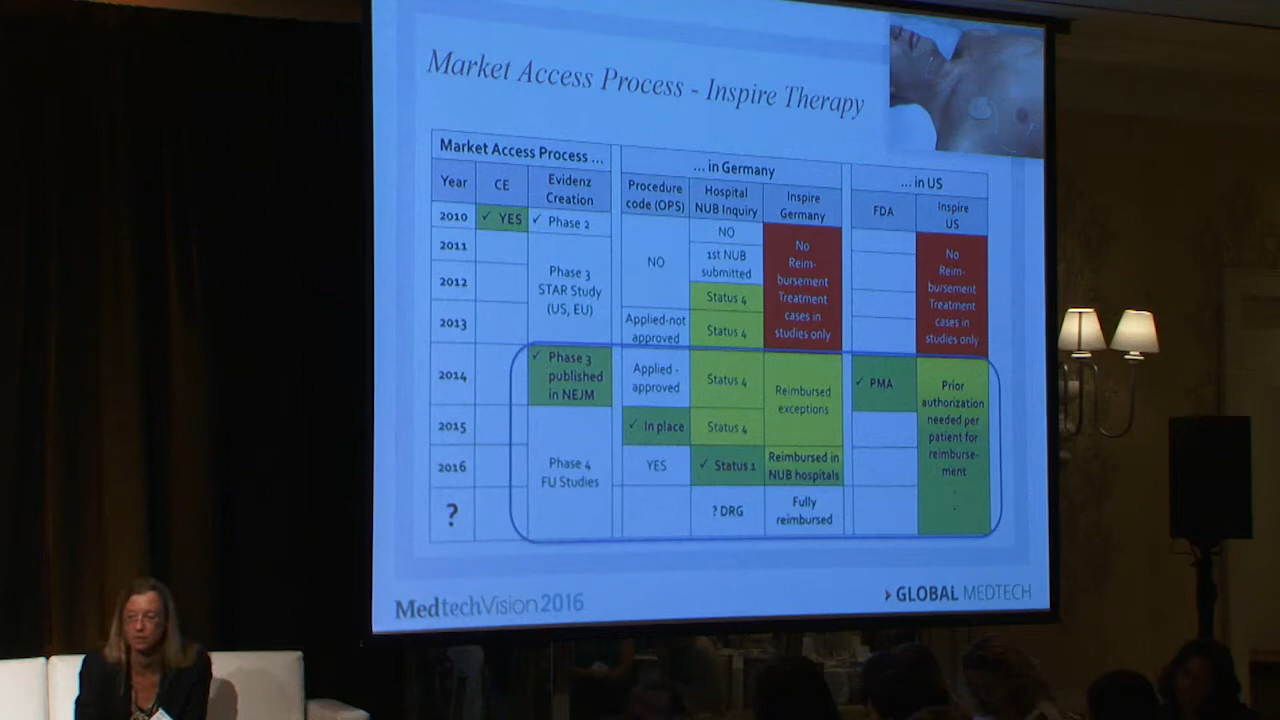 Market Access Process - Inspire Therapy
Market Access Process ...
... in Germany
... in US
Year
CE
Evidenz
Creation
Procedure
code (OPS)
Hospital
NUB Inquiry
Inspire
Germany
FDA
Inspire
US
2010
✓ YES
✓ Phase 2
NO
NO
No
Reim-
bursement
Treatment
cases in
studies only
No
Reim-
bursement
Treatment
cases in
studies only
2011
Phase 3
STAR Study
(US, EU)
1st NUB
submitted
2012
Status 4
2013
Applied-not
approved
Status 4
2014
✓ Phase 3
published
in NEJM
Applied -
approved
Status 4
Reimbursed
exceptions
✓ PMA
Prior
authorization
needed per
patient for
reimburse-
ment
2015
✓ In place
Status 4
2016
Phase 4
FU Studies
YES
✓ Status 1
Reimbursed in
NUB hospitals
?
? DRG
Fully
reimbursed
MedtechVision 2016
GLOBAL MEDTECH